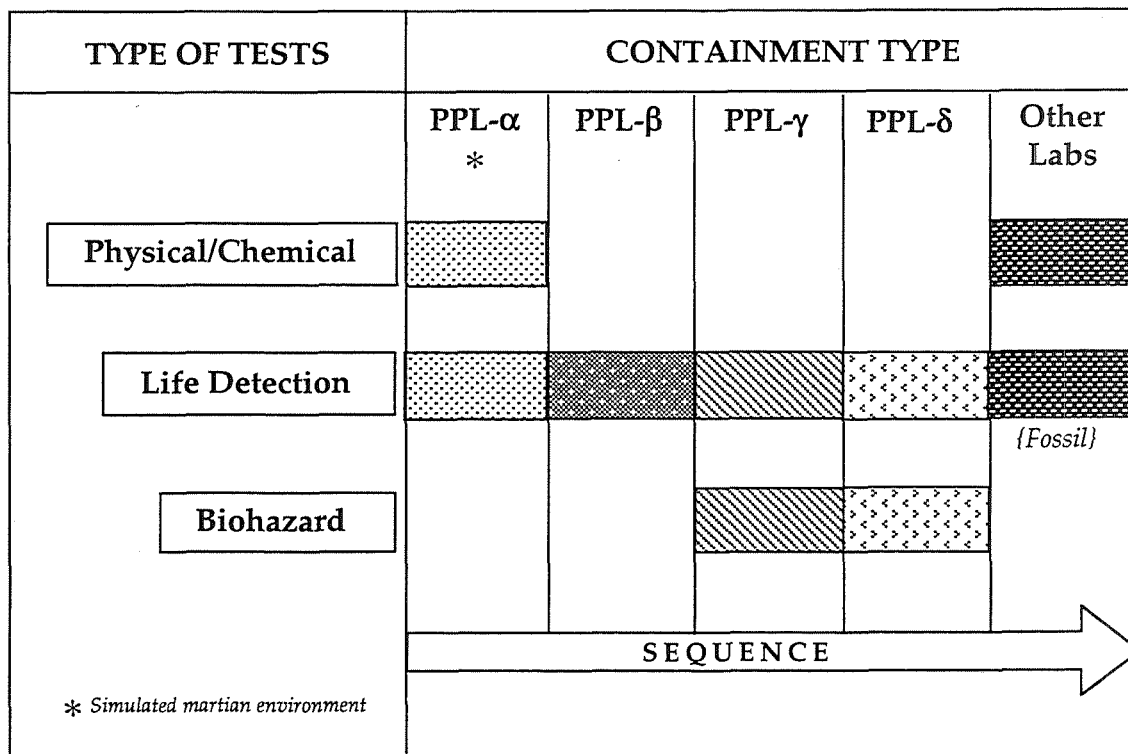 TYPE OF TESTS
CONTAINMENT TYPE
PPL-α
*
PPL-β
PPL-γ
PPL-δ
Other
Labs
Physical/Chemical
Life Detection
{Fossil}
Biohazard
SEQUENCE
* Simulated martian environment